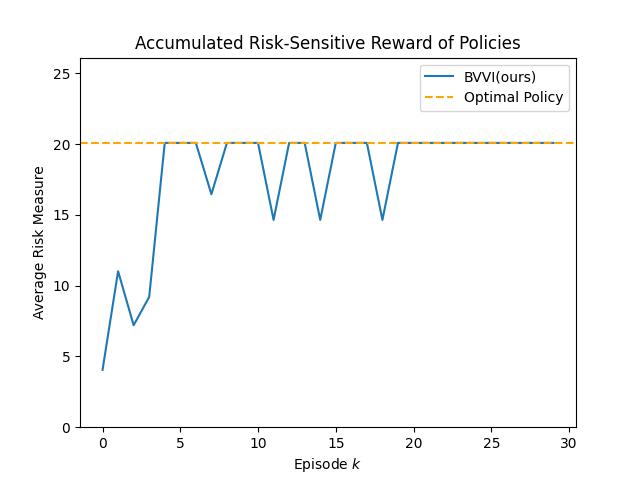 Accumulated Risk-Sensitive Reward of Policies
BVVI(ours)
Optimal Policy
Average Risk Measure
25
20
15
10
5
0
0 5 10 15 20 25 30
Episode k